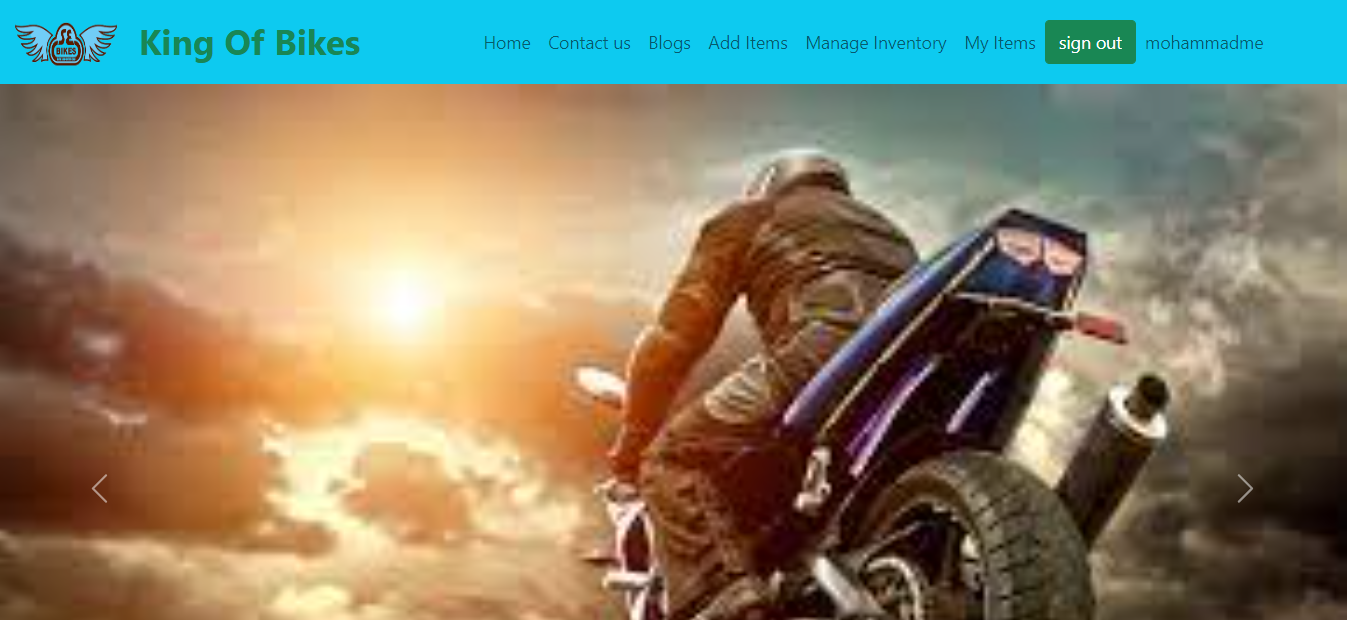 BIKES
King Of Bikes
Home Contact us Blogs Add Items Manage Inventory My Items sign out mohammadme